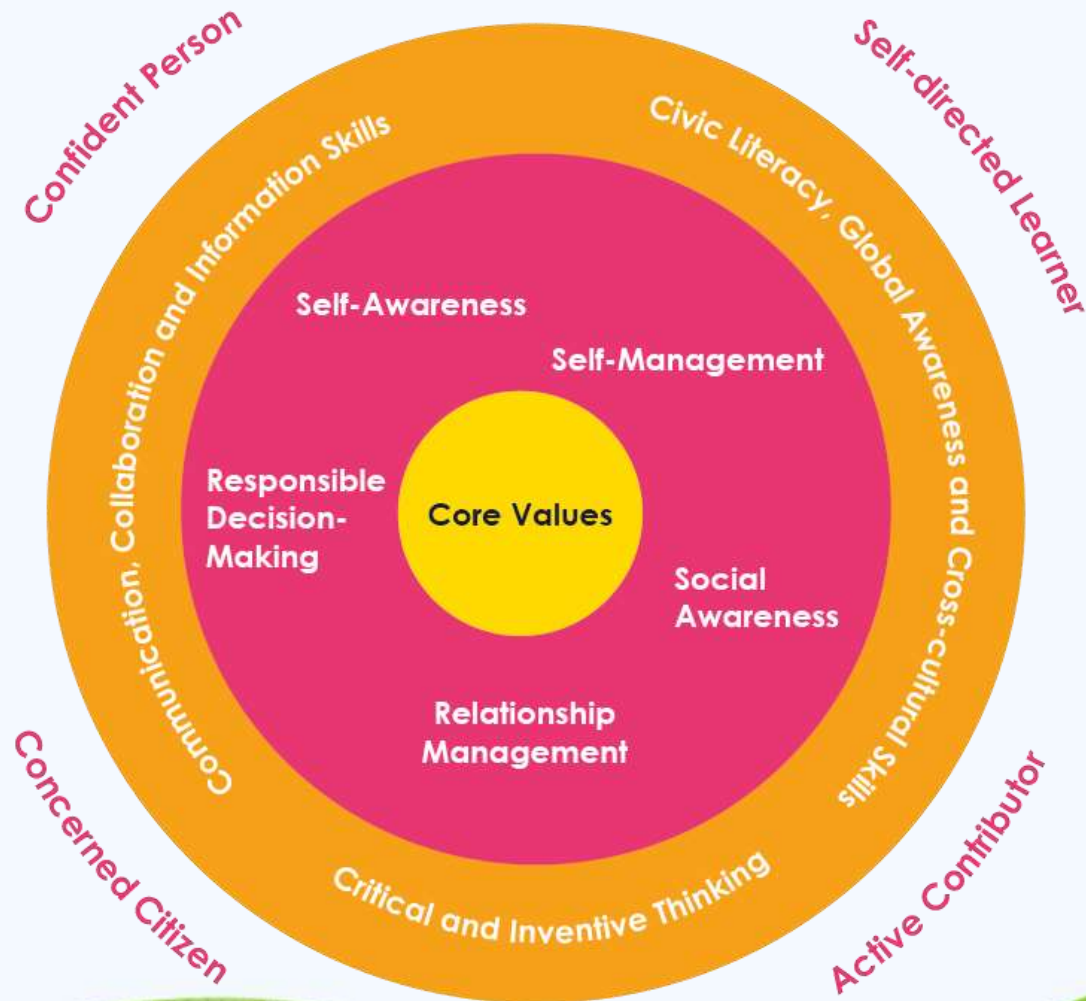 Confident Person
Self-directed Learner
Communication, Collaboration and Information Skills
Civic Literacy, Global Awareness and Cross-cultural Skills
Self-Awareness
Self-Management
Responsible
Decision-
Making
Core Values
Social
Awareness
Relationship
Management
Critical and Inventive Thinking
Concerned Citizen
Active Contributor